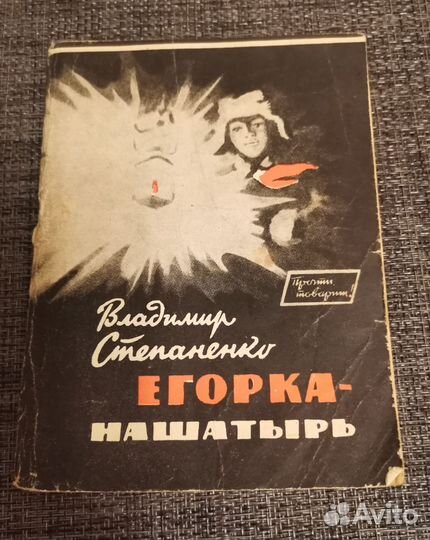 Прочти,
товарищ!
Владимир
Степаненко
ЕГОРКА-
НАШАТЫРЬ
Avito